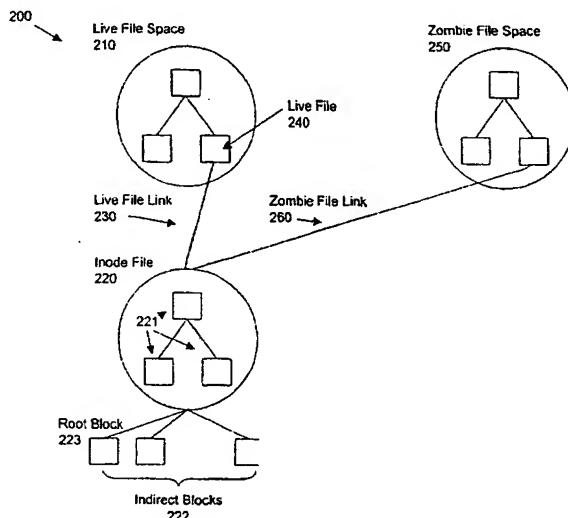 200
Live File Space
210
Zombie File Space
250
Live File
240
Live File Link
230
Zombie File Link
260
Inode File
220
221
Root Block
223
Indirect Blocks
222